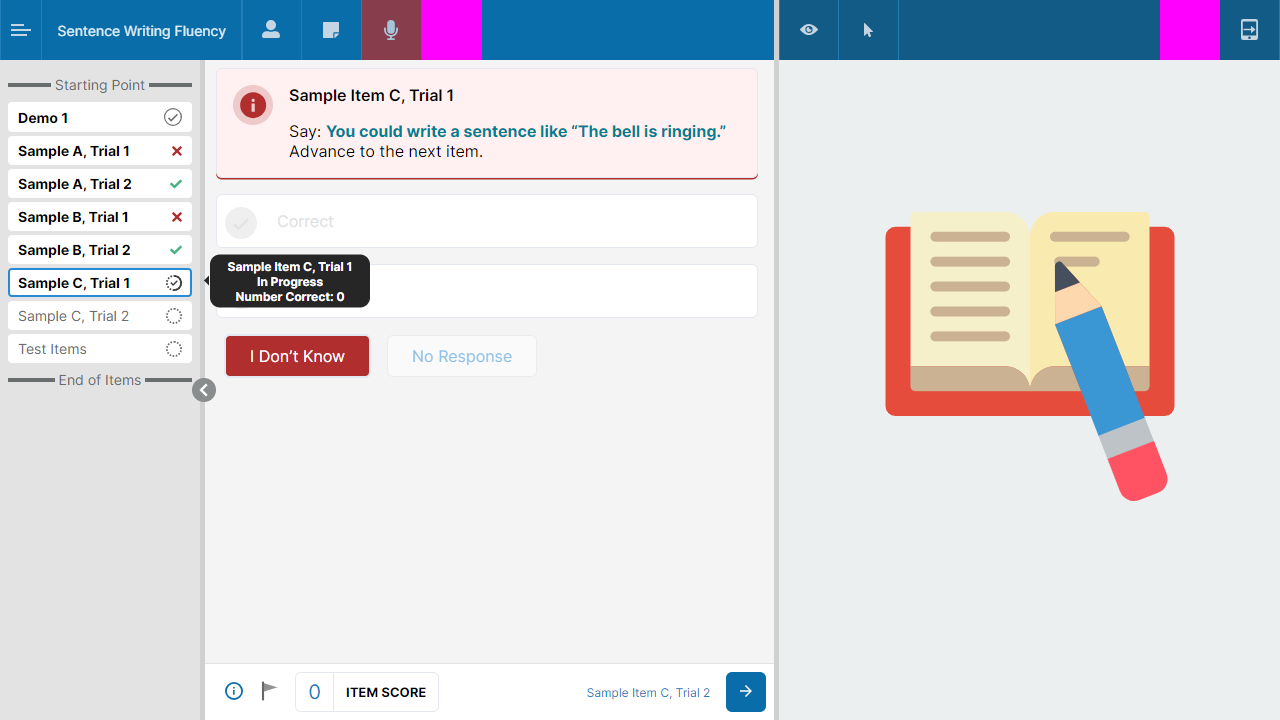 Sentence Writing Fluency
Starting Point
Demo 1
Sample A, Trial 1
Sample A, Trial 2
Sample B, Trial 1
Sample B, Trial 2
Sample C, Trial 1
Sample C, Trial 2
Test Items
End of Items
Sample Item C, Trial 1
Say: You could write a sentence like “The bell is ringing.”
Advance to the next item.
Correct
Sample Item C, Trial 1
In Progress
Number Correct: 0
I Don’t Know
No Response
0
ITEM SCORE
Sample Item C, Trial 2